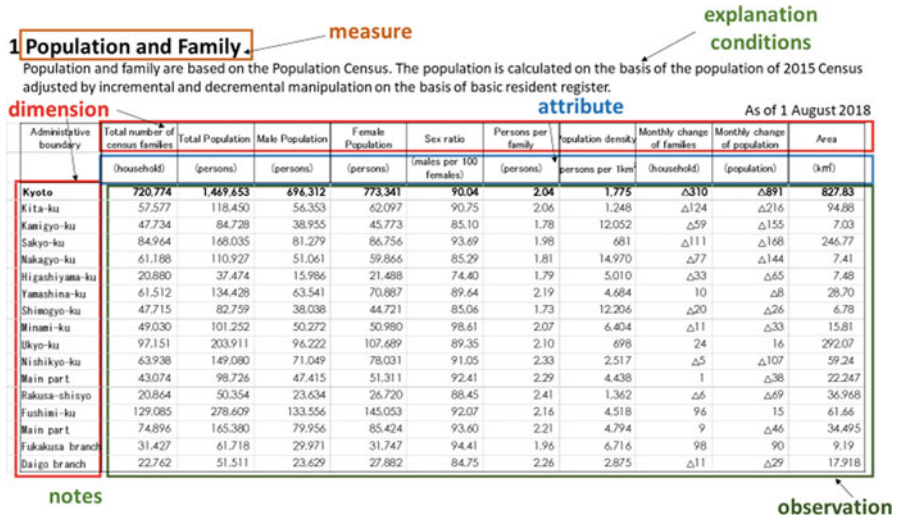 explanation
measure
conditions
1 Population and Family
Population and family are based on the Population Census. The population is calculated on the basis of the population of 2015 Census
adjusted by incremental and decremental manipulation on the basis of basic resident register.
dimension
attribute
As of 1 August 2018
Administative boundary Total number of census families Total Population Male Population Female Population Sex ratio Persons per family opulation density Monthly change of families Monthly change of population Area
(household) (persons) (persons) (persons) (males per 100 females) (persons) persons per 1km² (household) (population) (k㎡)
Kyoto 720,774 1,469,653 696,312 773,341 90.04 2.04 1,775 △310 △891 827.83
Kita-ku 57,577 118,450 56,353 62,097 90.75 2.06 1,248 △124 △216 94.88
Kamigyo-ku 47,734 84,728 38,955 45,773 85.10 1.78 12,052 △59 △155 7.03
Sakyo-ku 84,964 168,035 81,279 86,756 93.69 1.98 681 △111 △168 246.77
Nakagyo-ku 61,188 110,927 51,061 59,866 85.29 1.81 14,970 △77 △144 7.41
Higashiyama-ku 20,880 37,474 15,986 21,488 74.40 1.79 5,010 △33 △65 7.48
Yamashina-ku 61,512 134,428 63,541 70,887 89.64 2.19 4,684 10 △8 28.70
Shimogyo-ku 47,715 82,759 38,038 44,721 85.06 1.73 12,206 △20 △26 6.78
Minami-ku 49,030 101,252 50,272 50,980 98.61 2.07 6,404 △11 △33 15.81
Ukyo-ku 97,151 203,911 96,222 107,689 89.35 2.10 698 24 16 292.07
Nishikyo-ku 63,938 149,080 71,049 78,031 91.05 2.33 2,517 △5 △107 59.24
Main part 43,074 98,726 47,415 51,311 92.41 2.29 4,438 1 △38 22.247
Rakusa-shisyo 20,864 50,354 23,634 26,720 88.45 2.41 1,362 △6 △69 36.968
Fushimi-ku 129,085 278,609 133,556 145,053 92.07 2.16 4,518 96 15 61.66
Main part 74,896 165,380 79,956 85,424 93.60 2.21 4,794 9 △46 34.495
Fukakusa branch 31,427 61,718 29,971 31,747 94.41 1.96 6,716 98 90 9.19
Daigo branch 22,762 51,511 23,629 27,882 84.75 2.26 2,875 △11 △29 17.918
notes
observation